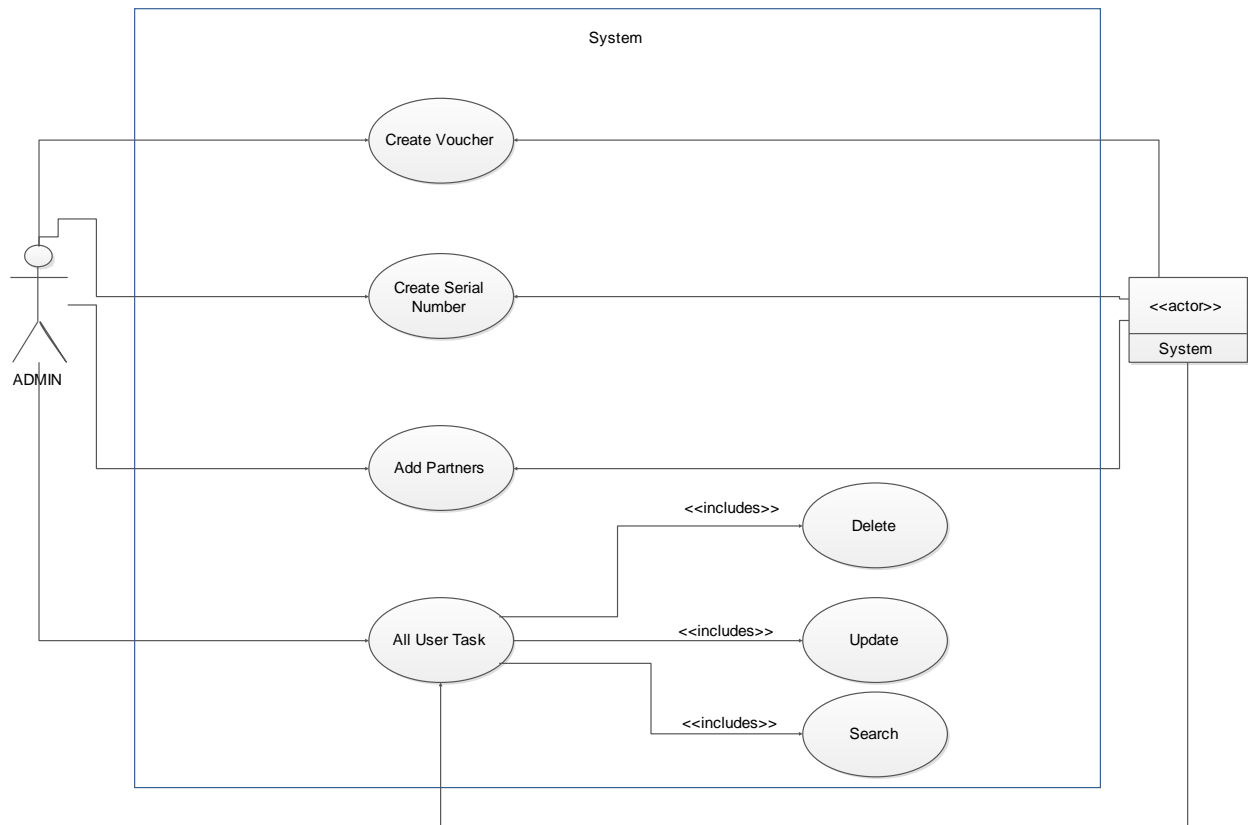 System
Create Voucher
Create Serial
Number
<<actor>>
System
ADMIN
Add Partners
<<includes>>
Delete
All User Task
<<includes>>
Update
<<includes>>
Search